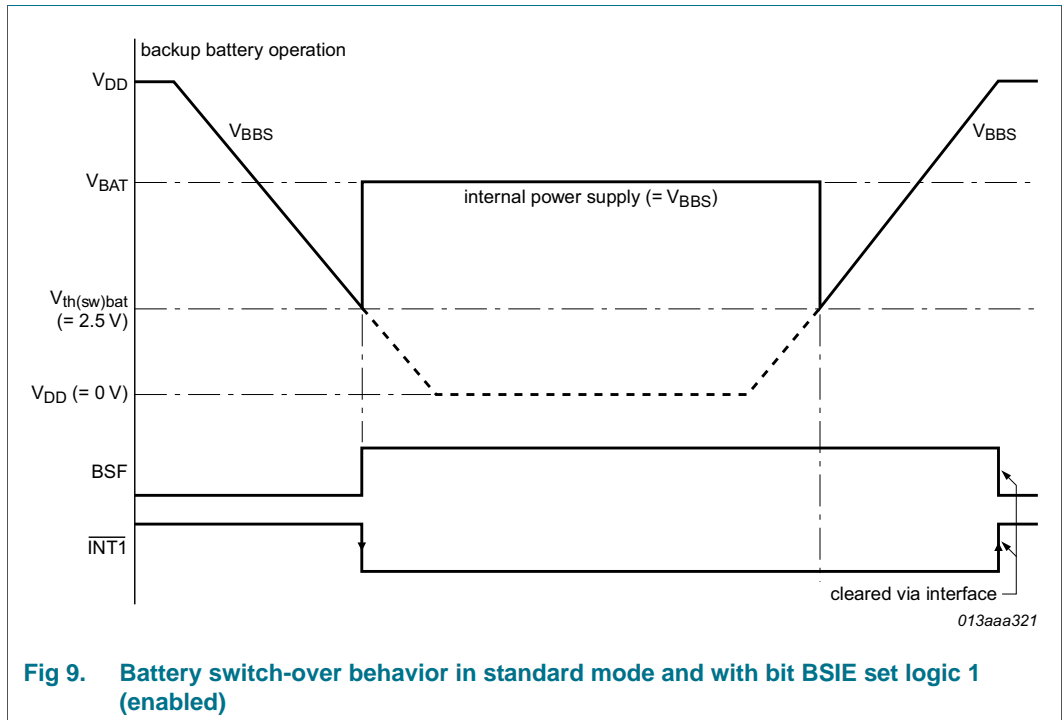 backup battery operation
VDD
VBBS
VBBS
VBAT
internal power supply (= VBBS)
Vth(sw)bat
(= 2.5 V)
VDD (= 0 V)
BSF
INT1
cleared via interface
013aaa321
Fig 9. Battery switch-over behavior in standard mode and with bit BSIE set logic 1
(enabled)